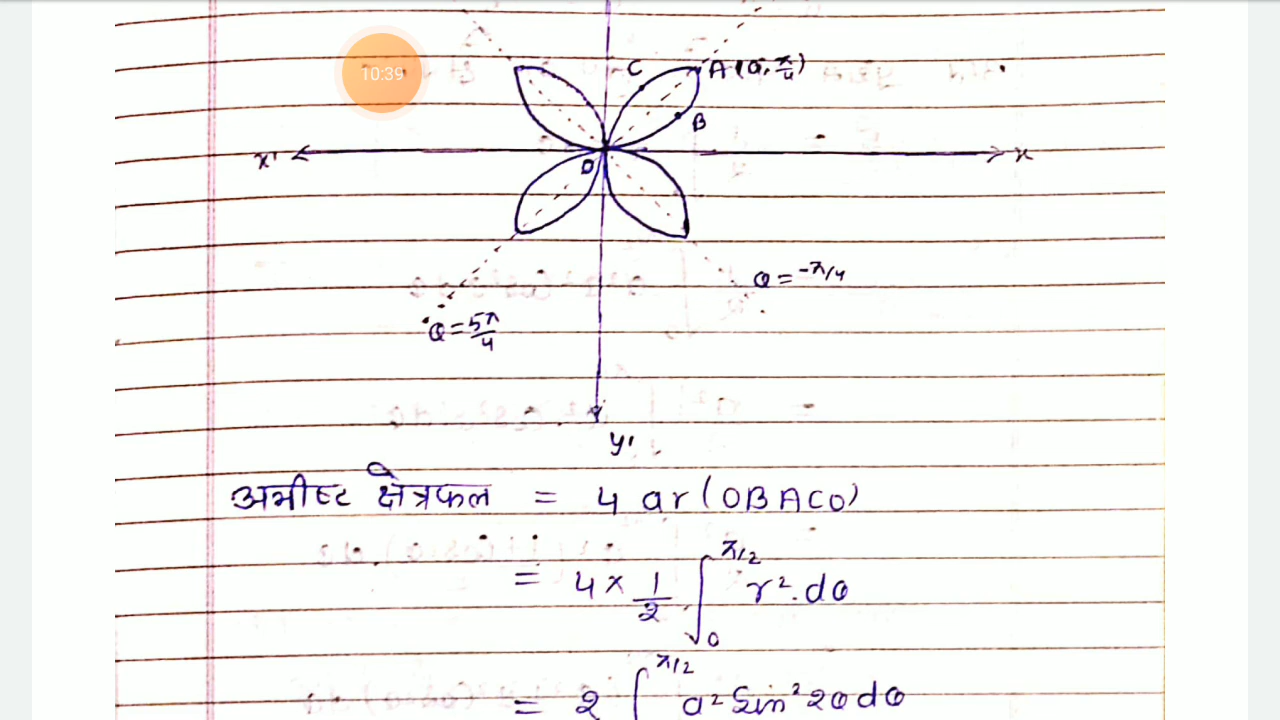 10:39
C A (a, π/4)
B
x' O x
θ = -π/4
θ = 5π/4
y'
अभीष्ट क्षेत्रफल = 4 ar (OBACO)
= 4 × 1/2 ∫₀^π/2 r². dθ
= 2 ∫^π/2 a² Sin² 2θ dθ